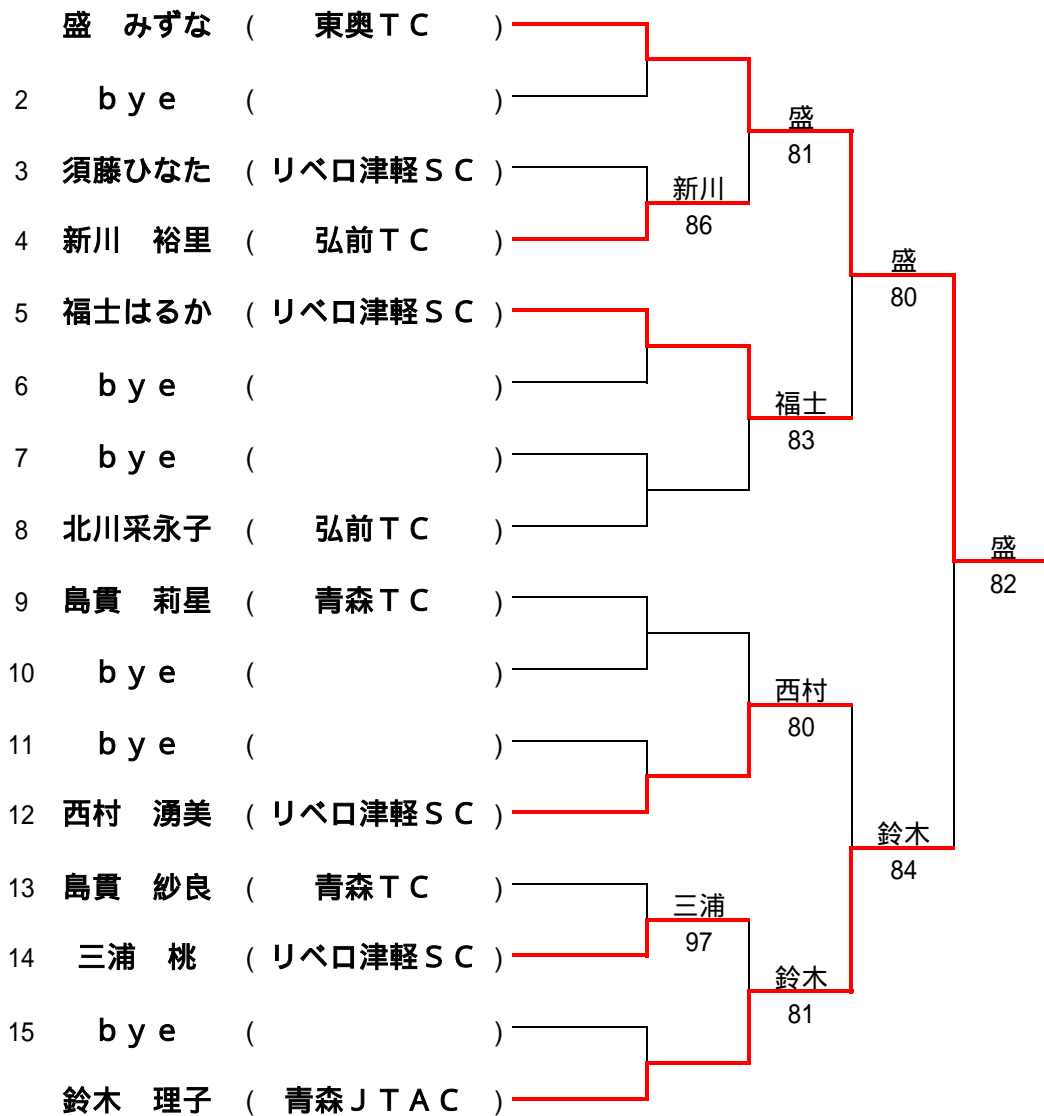 盛　みずな ( 東奥ＴＣ )
2 ｂｙｅ ( )
3 須藤ひなた ( リベロ津軽ＳＣ )
4 新川　裕里 ( 弘前ＴＣ )
5 福士はるか ( リベロ津軽ＳＣ )
6 ｂｙｅ ( )
7 ｂｙｅ ( )
8 北川采永子 ( 弘前ＴＣ )
9 島貫　莉星 ( 青森ＴＣ )
10 ｂｙｅ ( )
11 ｂｙｅ ( )
12 西村　湧美 ( リベロ津軽ＳＣ )
13 島貫　紗良 ( 青森ＴＣ )
14 三浦　桃 ( リベロ津軽ＳＣ )
15 ｂｙｅ ( )
鈴木　理子 ( 青森ＪＴＡＣ )
新川
86
三浦
97
盛
81
福士
83
西村
80
鈴木
81
盛
80
鈴木
84
盛
82